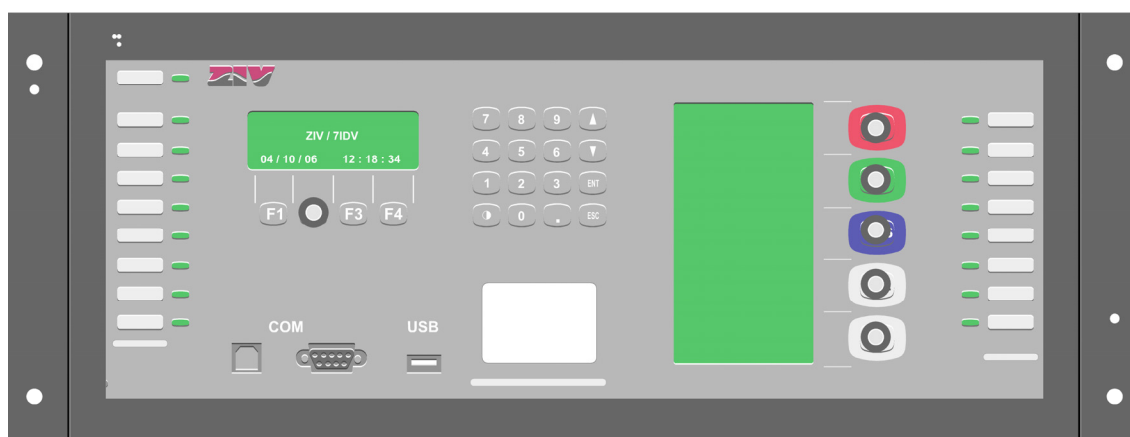 ZIV
ZIV / 7IDV
04 / 10 / 06 12 : 18 : 34
F1 F3 F4
7 8 9
4 5 6
1 2 3 ENT
0 . ESC
COM USB